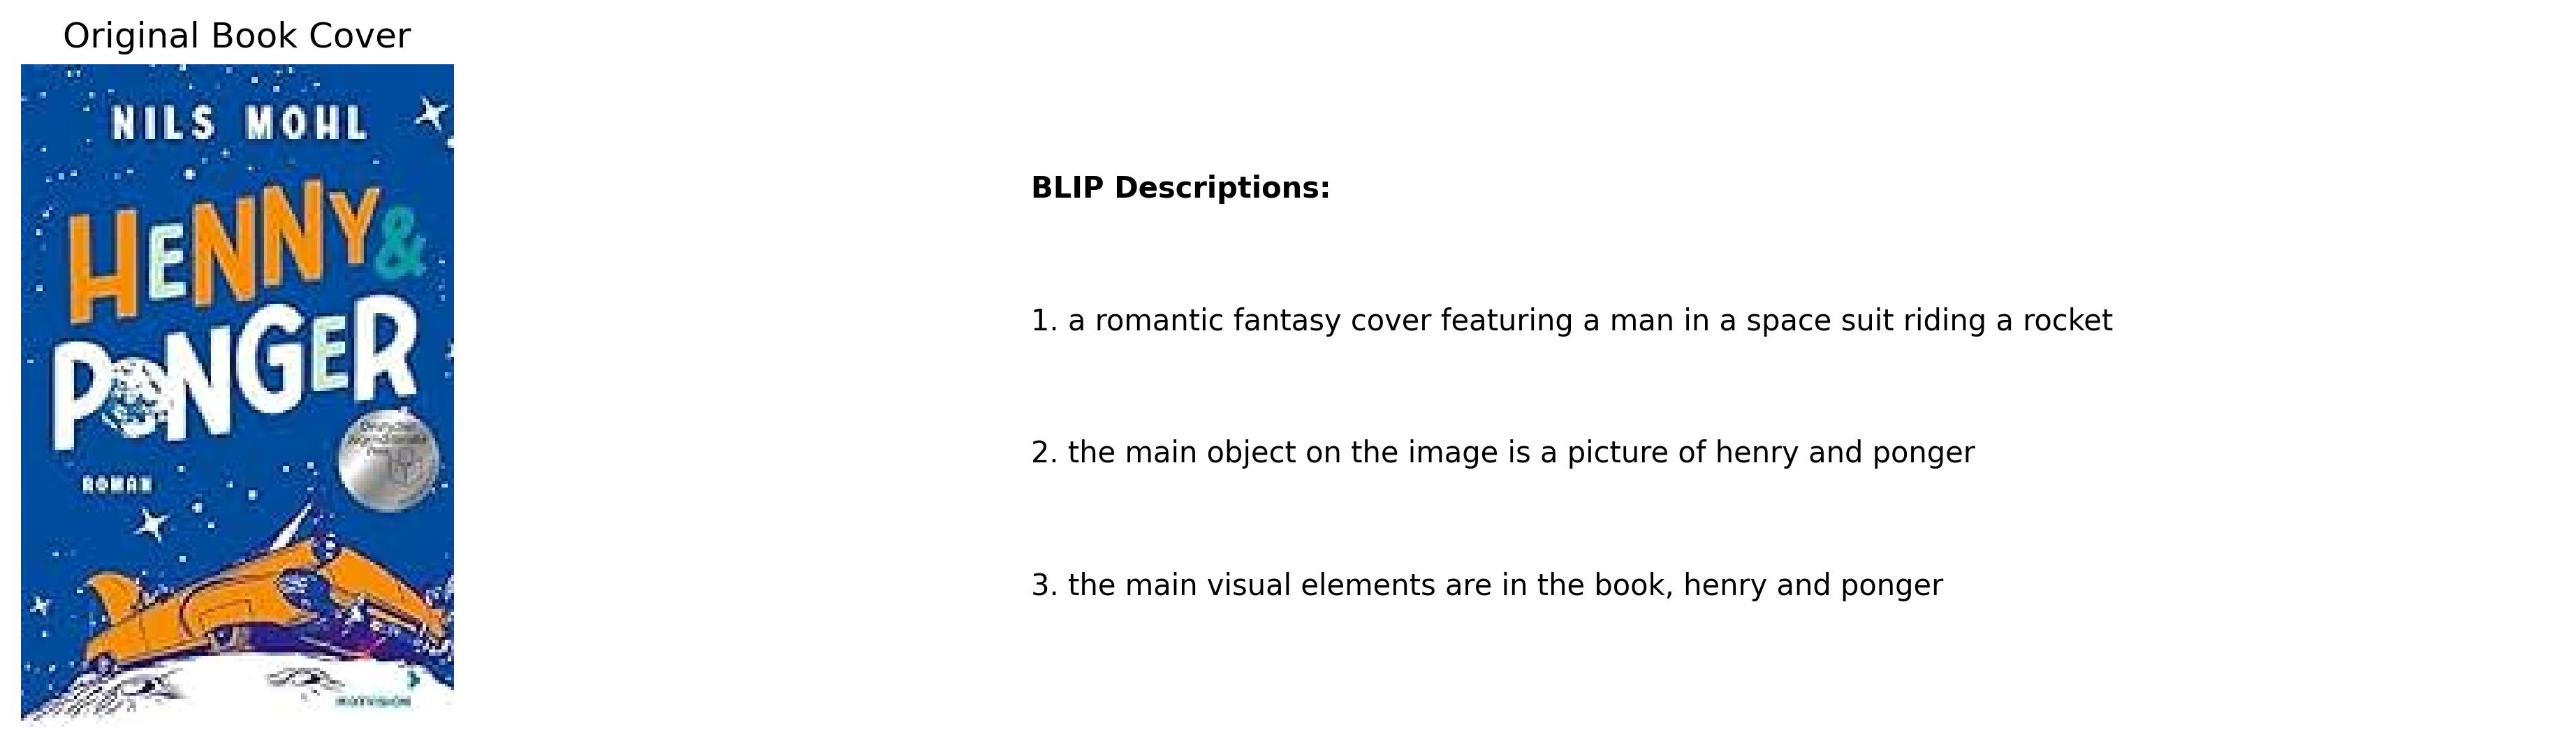 Original Book Cover
NILS MOHL
HENNY&
PONGER
ROMAN
BLIP Descriptions:
1. a romantic fantasy cover featuring a man in a space suit riding a rocket
2. the main object on the image is a picture of henry and ponger
3. the main visual elements are in the book, henry and ponger